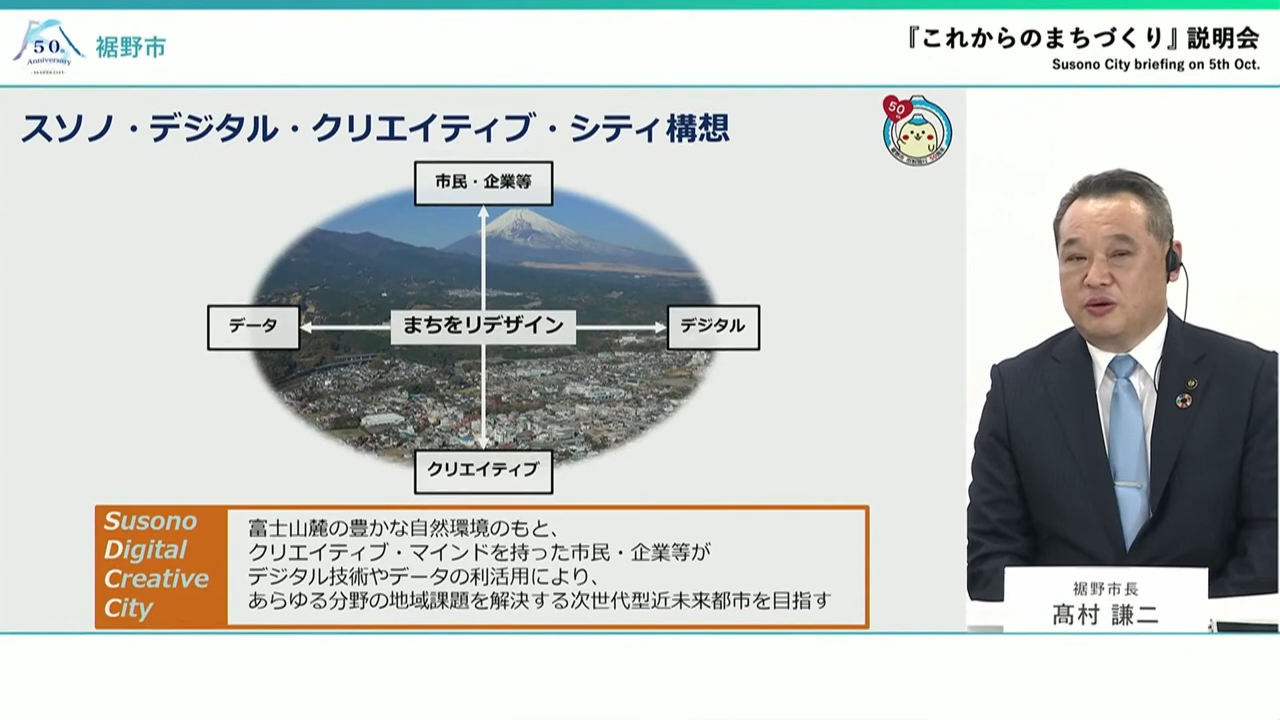 50th
Anniversary
裾野市
『これからのまちづくり』説明会
Susono City briefing on 5th Oct.
スソノ・デジタル・クリエイティブ・シティ構想
50
市民・企業等
データ
まちをリデザイン
デジタル
クリエイティブ
Susono
Digital
Creative
City
富士山麓の豊かな自然環境のもと、
クリエイティブ・マインドを持った市民・企業等が
デジタル技術やデータの利活用により、
あらゆる分野の地域課題を解決する次世代型近未来都市を目指す
裾野市長
髙村 謙二